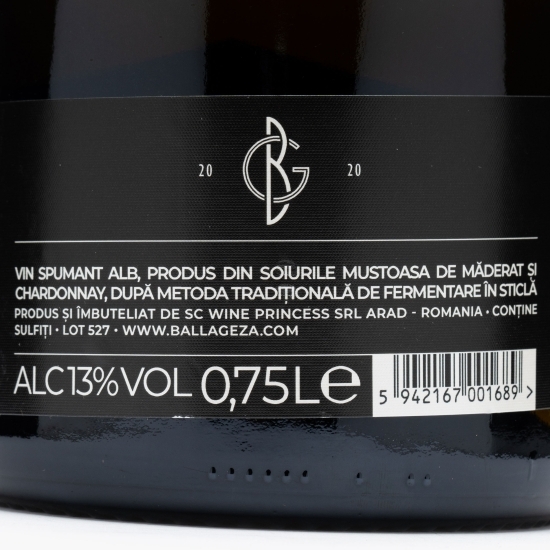 20 BG 20
VIN SPUMANT ALB, PRODUS DIN SOIURILE MUSTOASA DE MĂDERAT ȘI
CHARDONNAY, DUPĂ METODA TRADIȚIONALĂ DE FERMENTARE ÎN STICLĂ
PRODUS ȘI ÎMBUTELIAT DE SC WINE PRINCESS SRL ARAD - ROMANIA • CONȚINE
SULFIȚI • LOT 527 • WWW.BALLAGEZA.COM
ALC 13% VOL 0,75L e
5 942167 001689 >